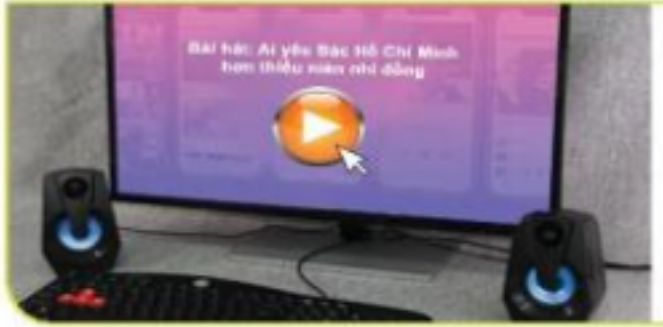 Bài hát: Ai yêu Bác Hồ Chí Minh
hơn thiếu niên nhi đồng